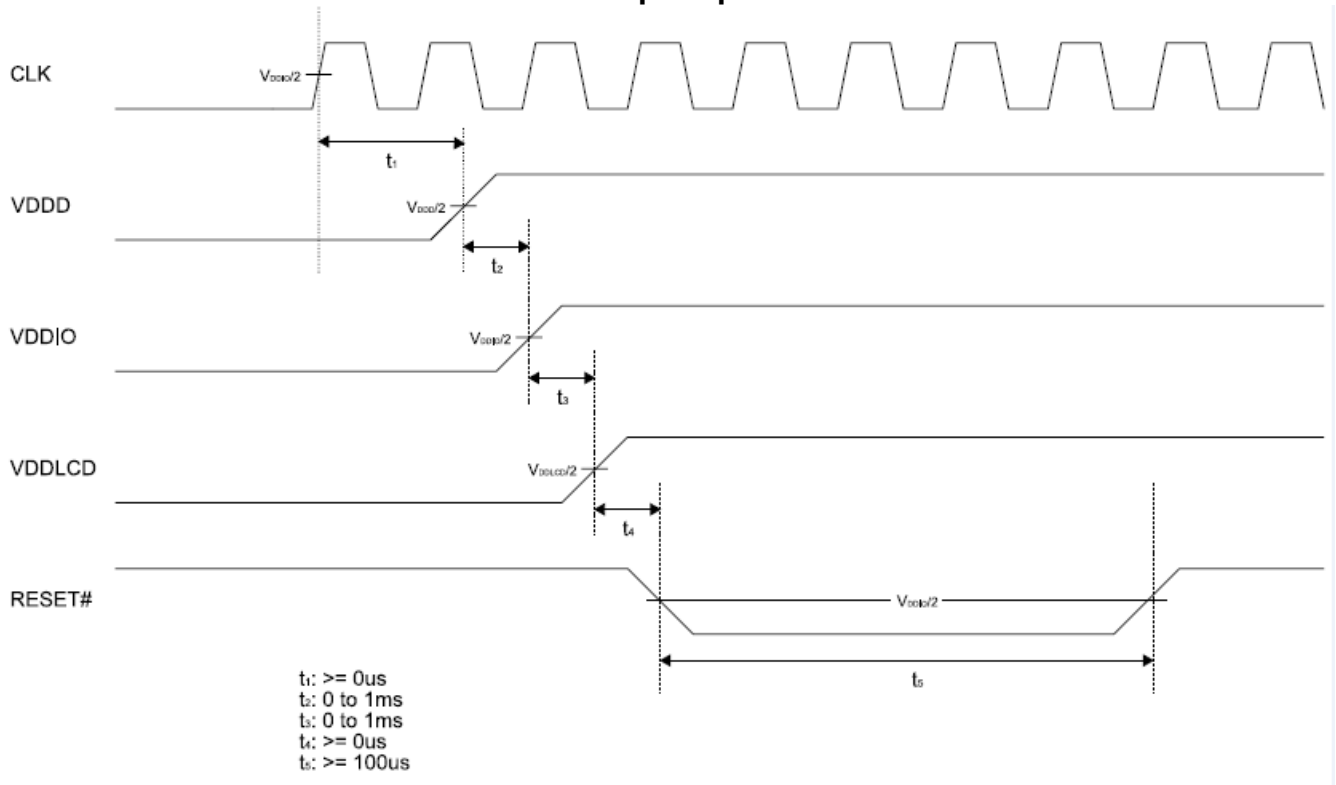 CLK
VDDIO/2
t1
VDDD
VDDD/2
t2
VDDIO
VDDIO/2
t3
VDDLCD
VDDLCD/2
t4
RESET#
VDDIO/2
t5
t1: >= 0us
t2: 0 to 1ms
t3: 0 to 1ms
t4: >= 0us
t5: >= 100us